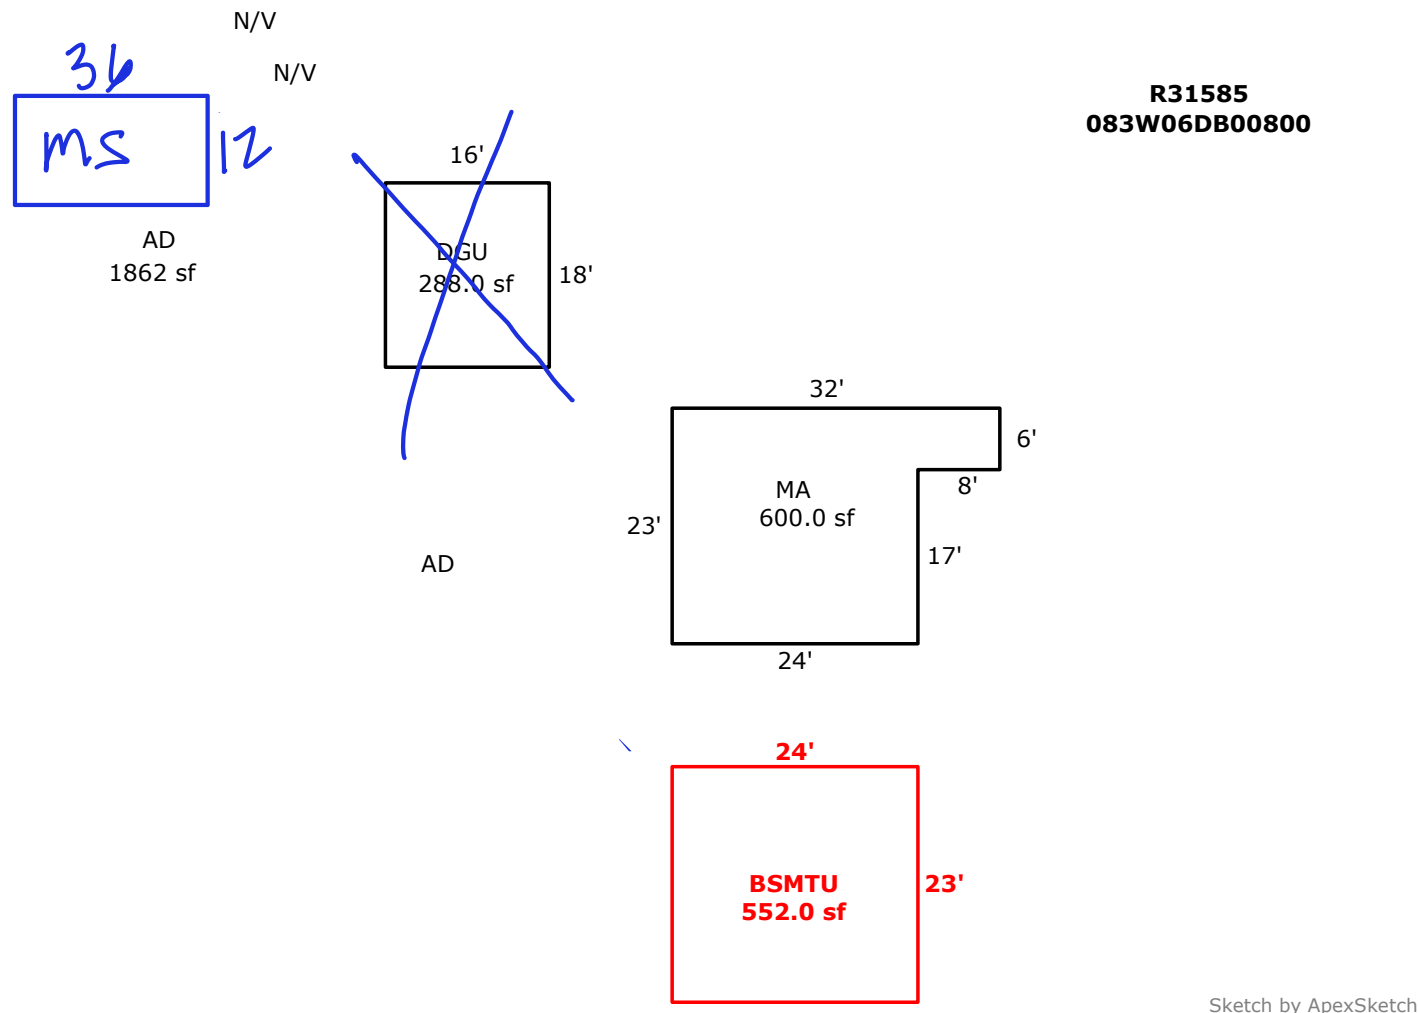 N/V
36
N/V
R31585
083W06DB00800
ms
12
16'
AD
1862 sf
DGU
288.0 sf
18'
32'
6'
8'
MA
600.0 sf
23'
17'
AD
24'
24'
BSMTU
552.0 sf
23'
Sketch by ApexSketch